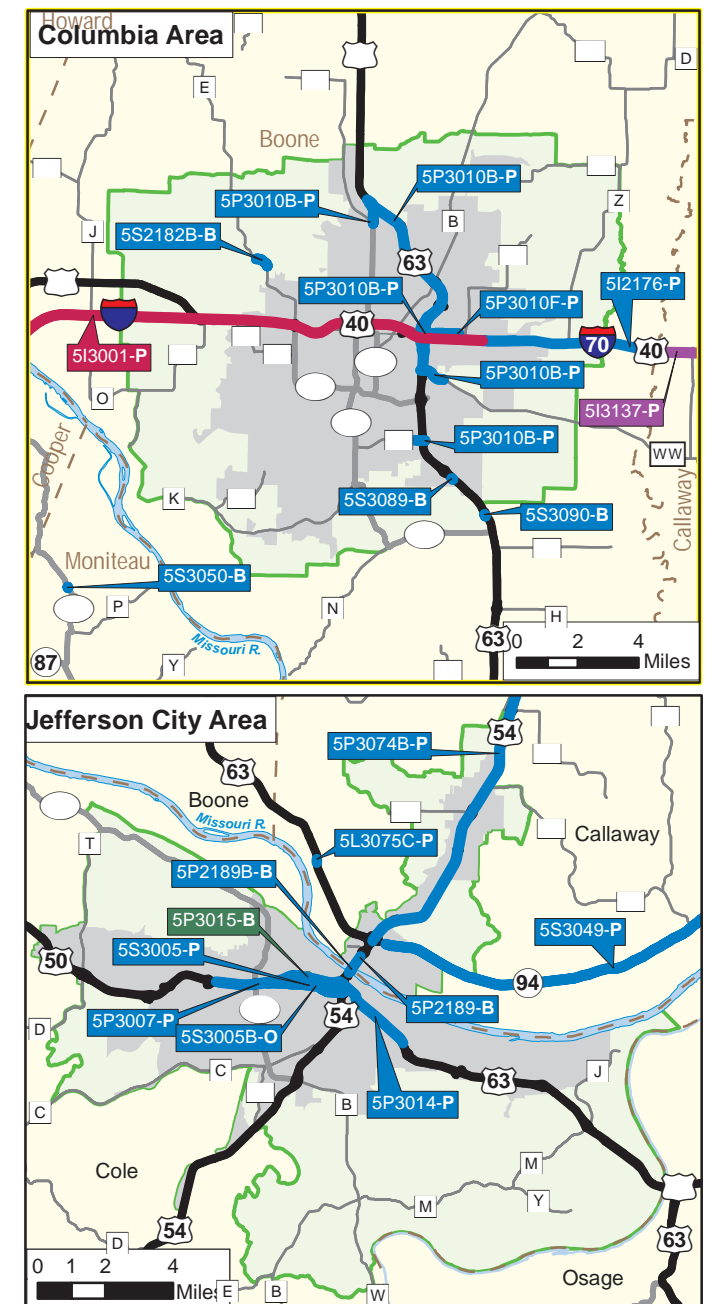 Howard
Columbia Area
D
E
Boone
5P3010B-P
5P3010B-P
Z
B
J
5S2182B-B
63
5P3010B-P
5I2176-P
5P3010F-P
40
70
40
5I3001-P
5P3010B-P
O
5I3137-P
5P3010B-P
WW
Cooper
K
5S3089-B
5S3090-B
Callaway
Moniteau
5S3050-B
P
N
H
Missouri R.
63
0 2 4
Miles
87
Y
Jefferson City Area
54
5P3074B-P
63
Boone
Missouri R.
Callaway
T
5L3075C-P
5P2189B-B
5P3015-B
5S3049-P
5S3005-P
50
94
5P2189-B
5P3007-P
54
D
5S3005B-O
C
63
J
5P3014-P
B
C
M
Cole
M
Y
54
63
D
0 1 2 4
Miles
Osage
E
B
W